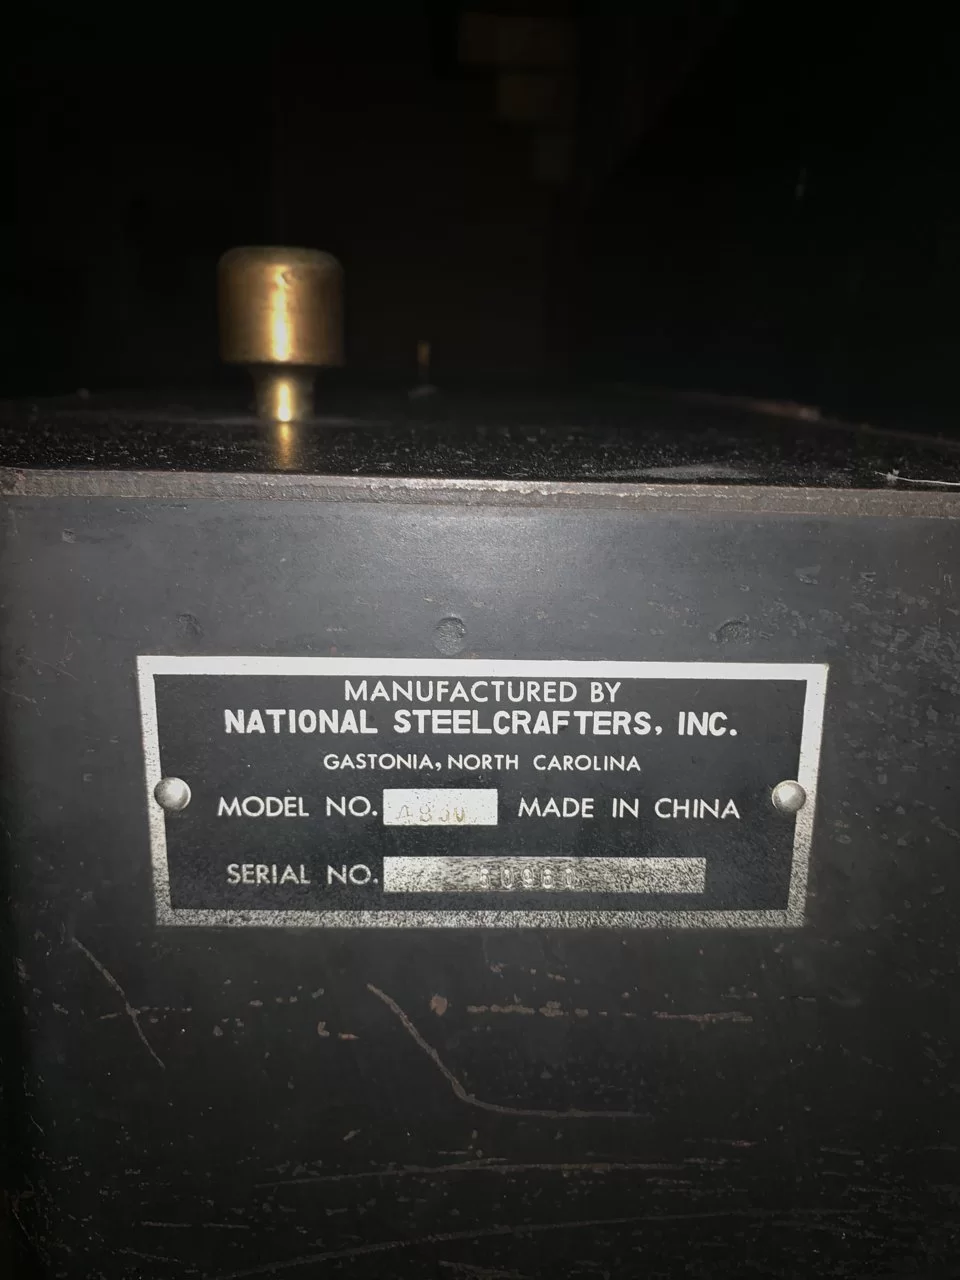 MANUFACTURED BY
NATIONAL STEELCRAFTERS, INC.
GASTONIA, NORTH CAROLINA
MODEL NO. MADE IN CHINA
SERIAL NO.